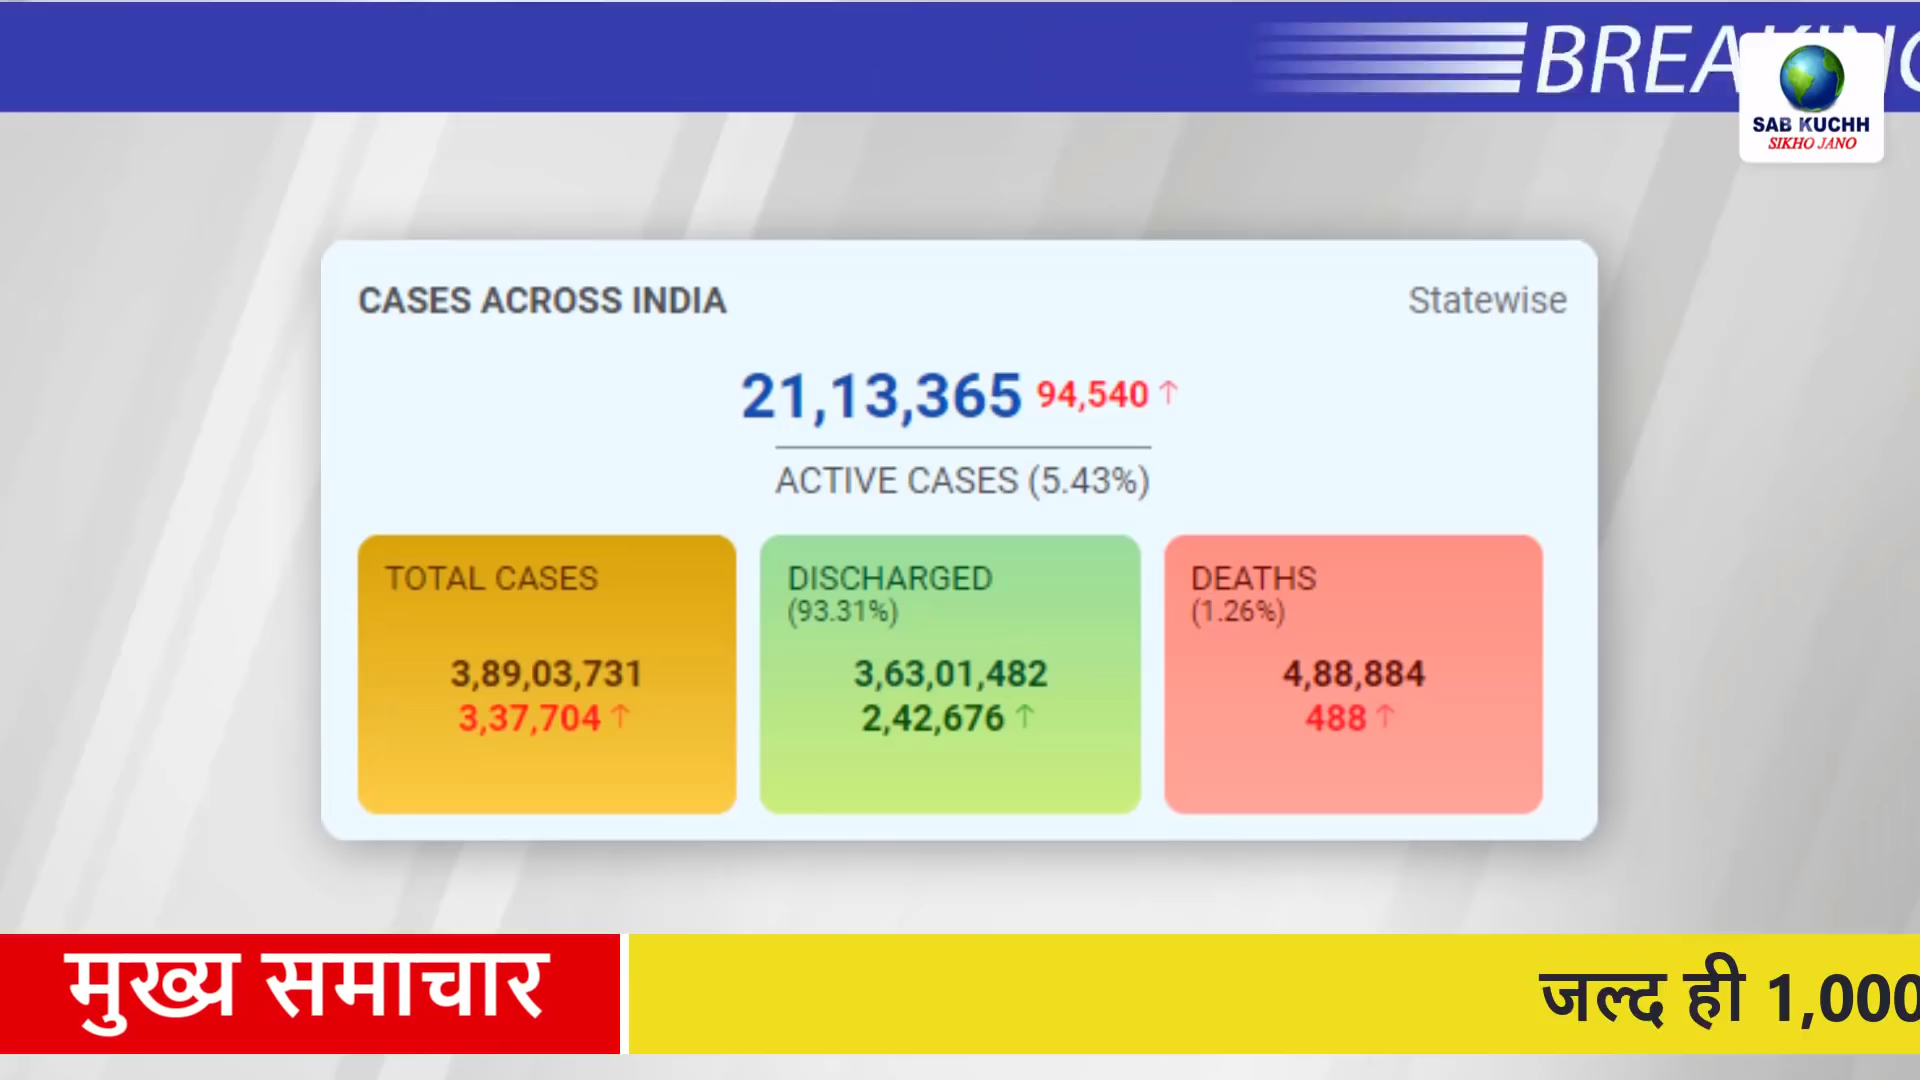 SAB KUCHH
SIKHO JANO
CASES ACROSS INDIA
Statewise
21,13,365 94,540 ↑
ACTIVE CASES (5.43%)
TOTAL CASES
3,89,03,731
3,37,704 ↑
DISCHARGED
(93.31%)
3,63,01,482
2,42,676 ↑
DEATHS
(1.26%)
4,88,884
488 ↑
मुख्य समाचार
जल्द ही 1,000